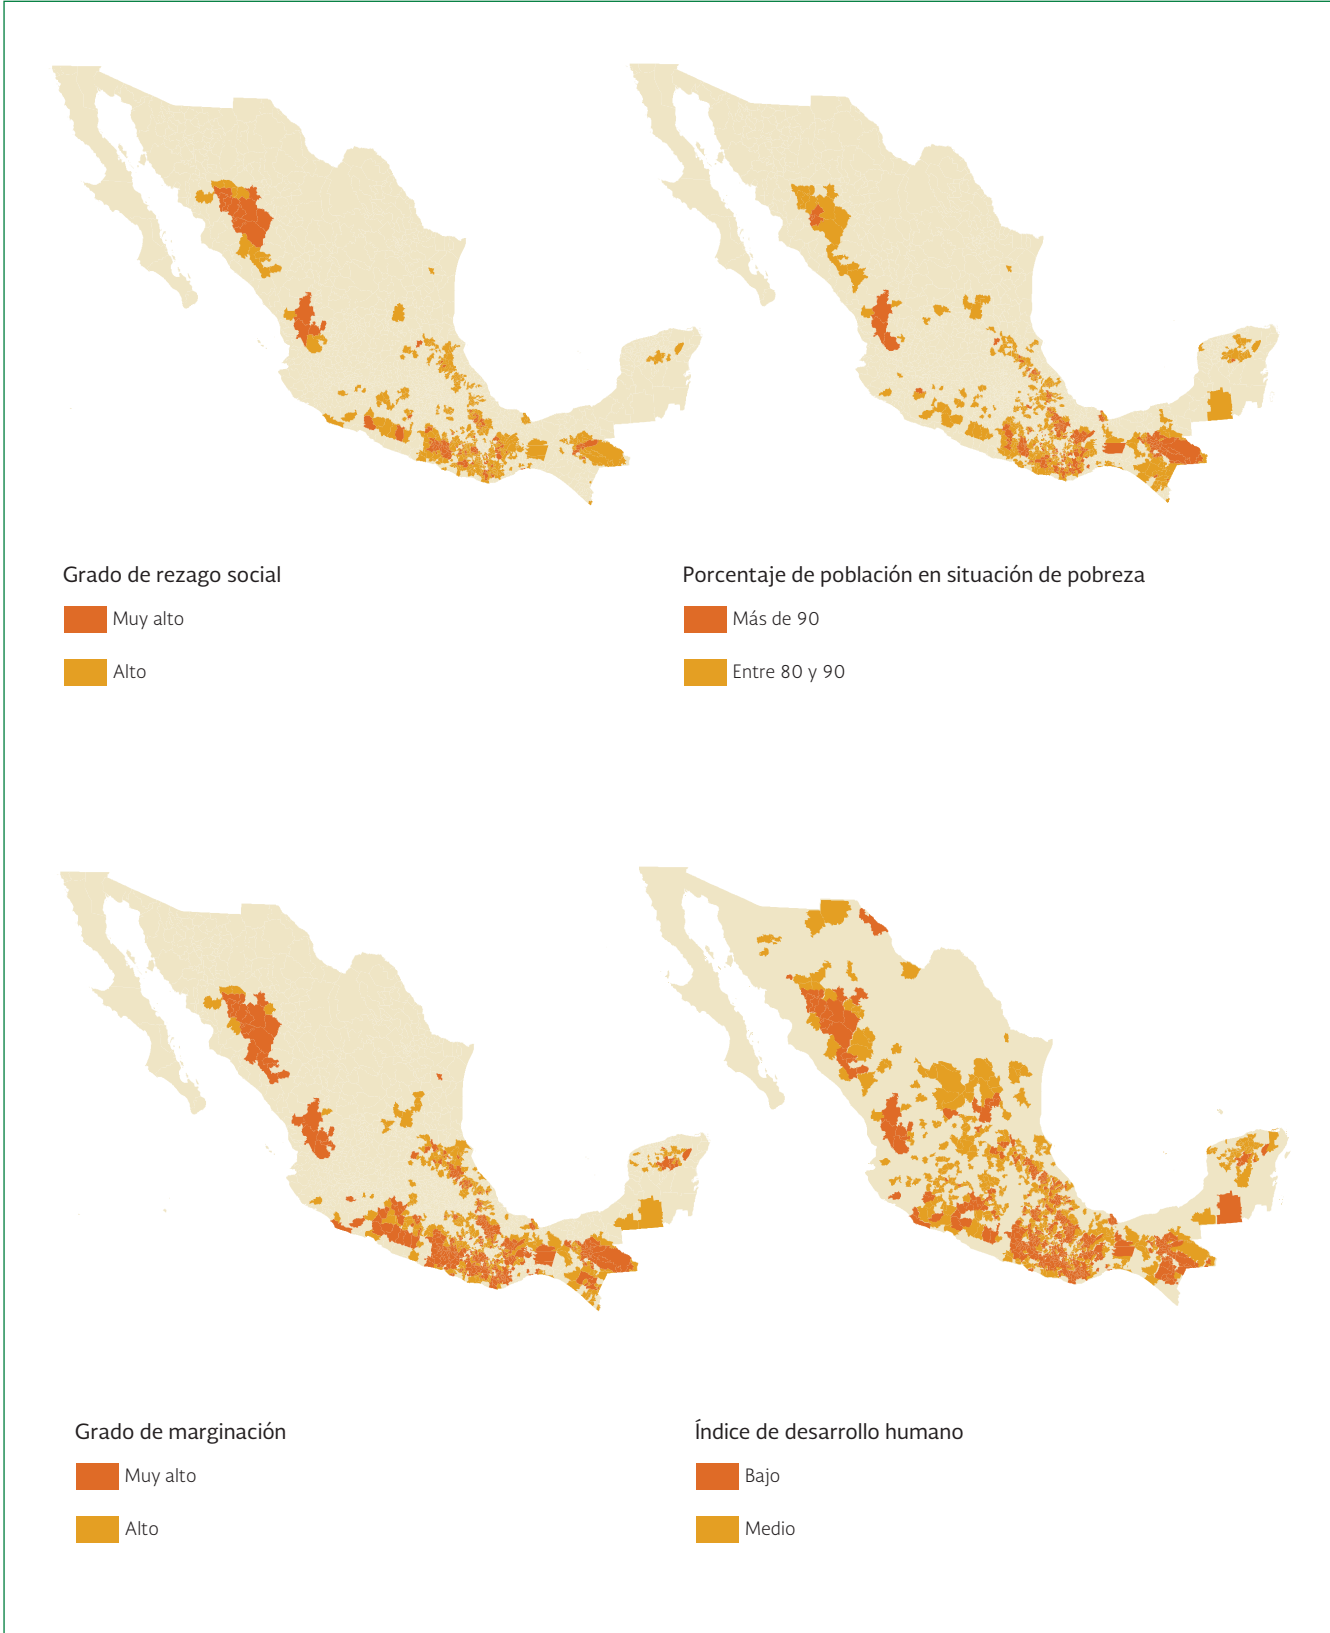 Grado de rezago social
Muy alto
Alto
Porcentaje de población en situación de pobreza
Más de 90
Entre 80 y 90
Grado de marginación
Muy alto
Alto
Índice de desarrollo humano
Bajo
Medio